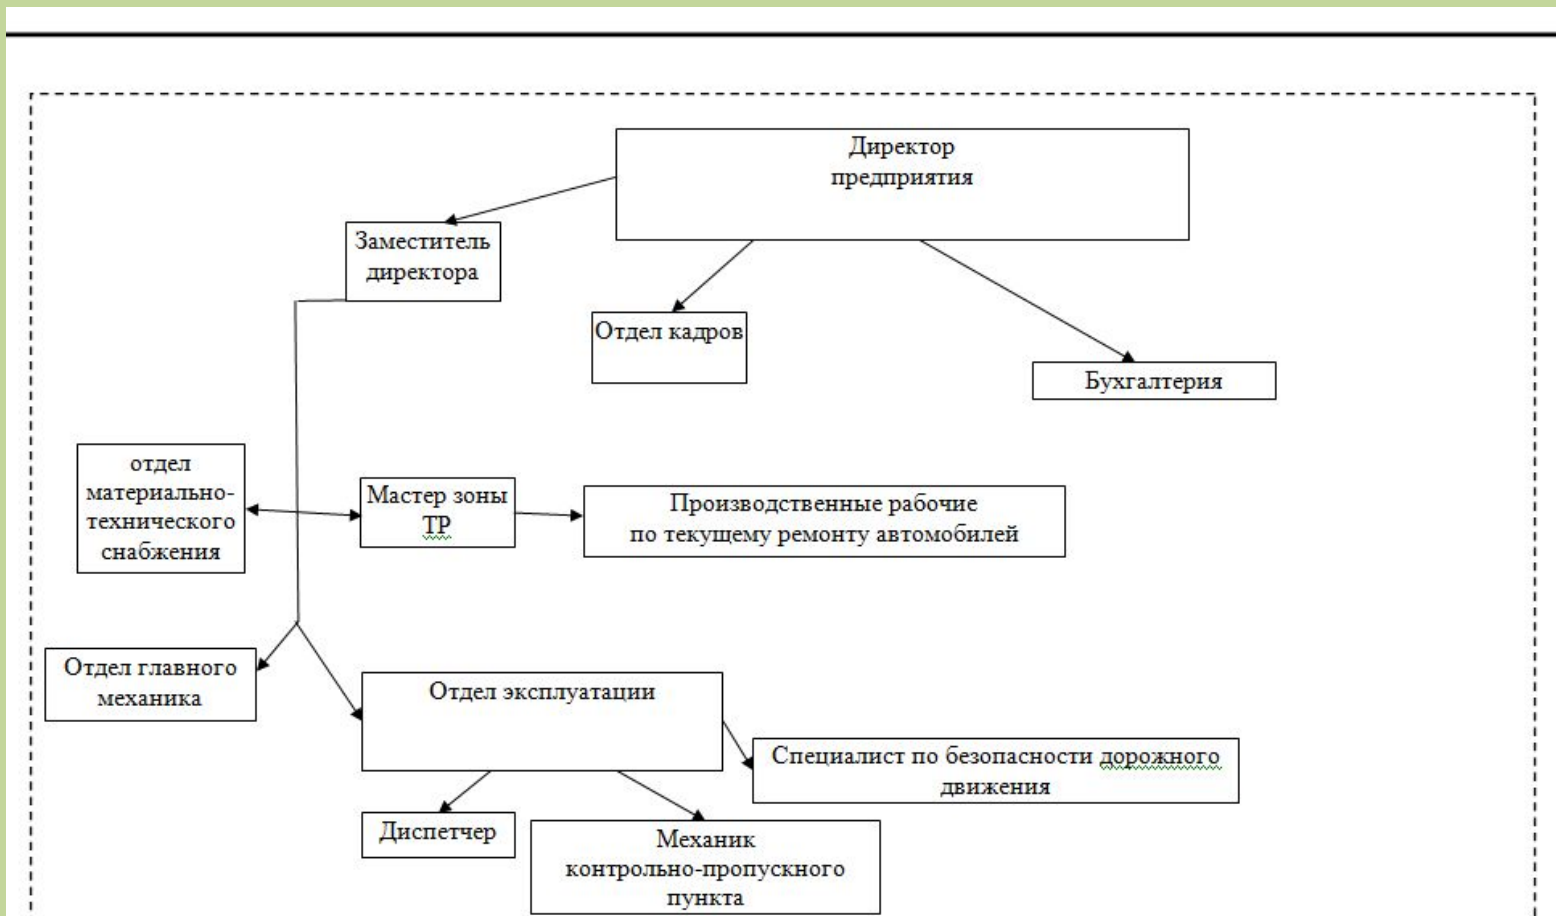 Директор
предприятия
Заместитель
директора
Отдел кадров
Бухгалтерия
отдел
материально-
технического
снабжения
Мастер зоны
ТР
Производственные рабочие
по текущему ремонту автомобилей
Отдел главного
механика
Отдел эксплуатации
Специалист по безопасности дорожного
движения
Диспетчер
Механик
контрольно-пропускного
пункта